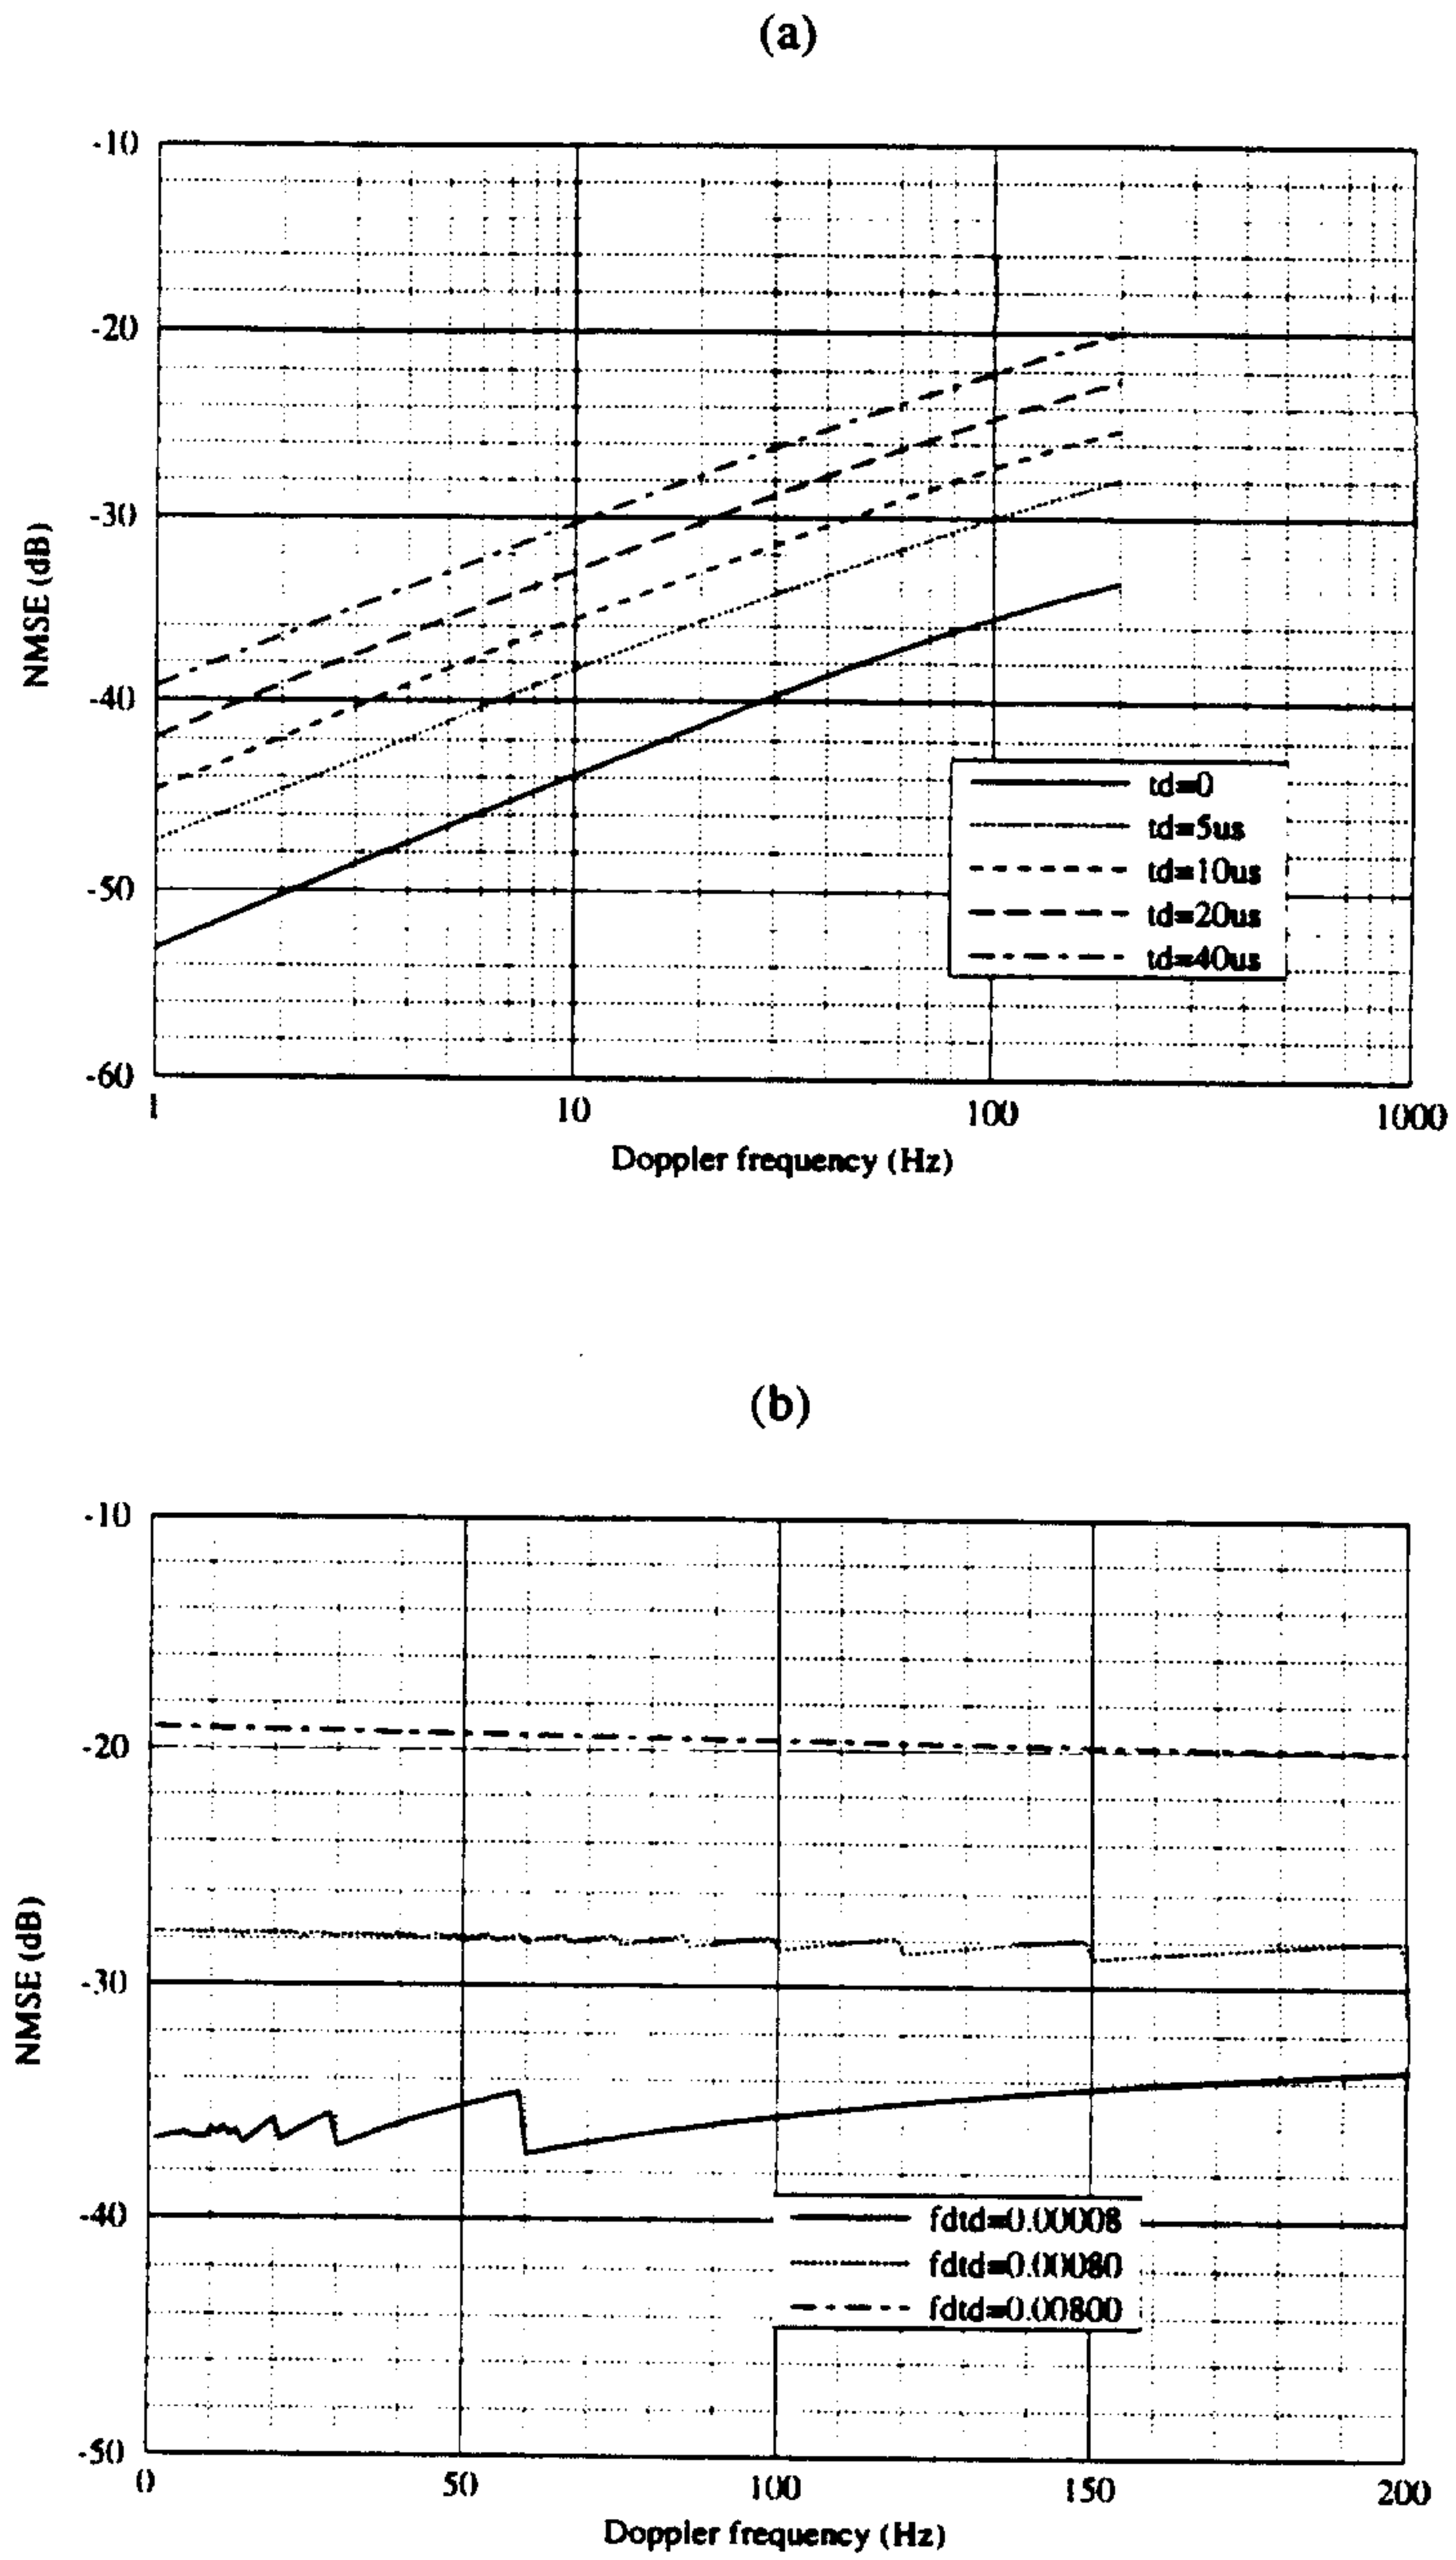 (a)
-10
-20
-30
-40
-50
-60
NMSE (dB)
1
10
100
1000
Doppler frequency (Hz)
td=0
td=5us
td=10us
td=20us
td=40us
(b)
-10
-20
-30
-40
-50
NMSE (dB)
0
50
100
150
200
Doppler frequency (Hz)
fdtd=0.00008
fdtd=0.00080
fdtd=0.00800